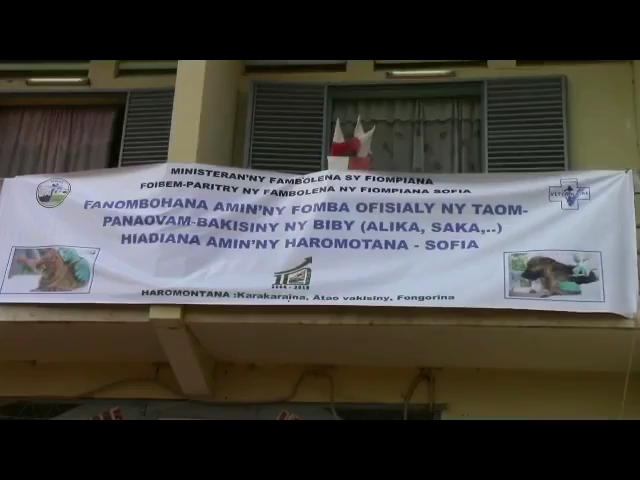 MINISTERAN'NY FAMBOLENA SY FIOMPIANA
FOIBEM-PARITRY NY FAMBOLENA NY FIOMPIANA SOFIA
FANOMBOHANA AMIN'NY FOMBA OFISIALY NY TAOM-
PANAOVAM-BAKISINY NY BIBY (ALIKA, SAKA,..)
HIADIANA AMIN'NY HAROMOTANA - SOFIA
HAROMONTANA :Karakaraina, Atao vakisiny, Fongorina